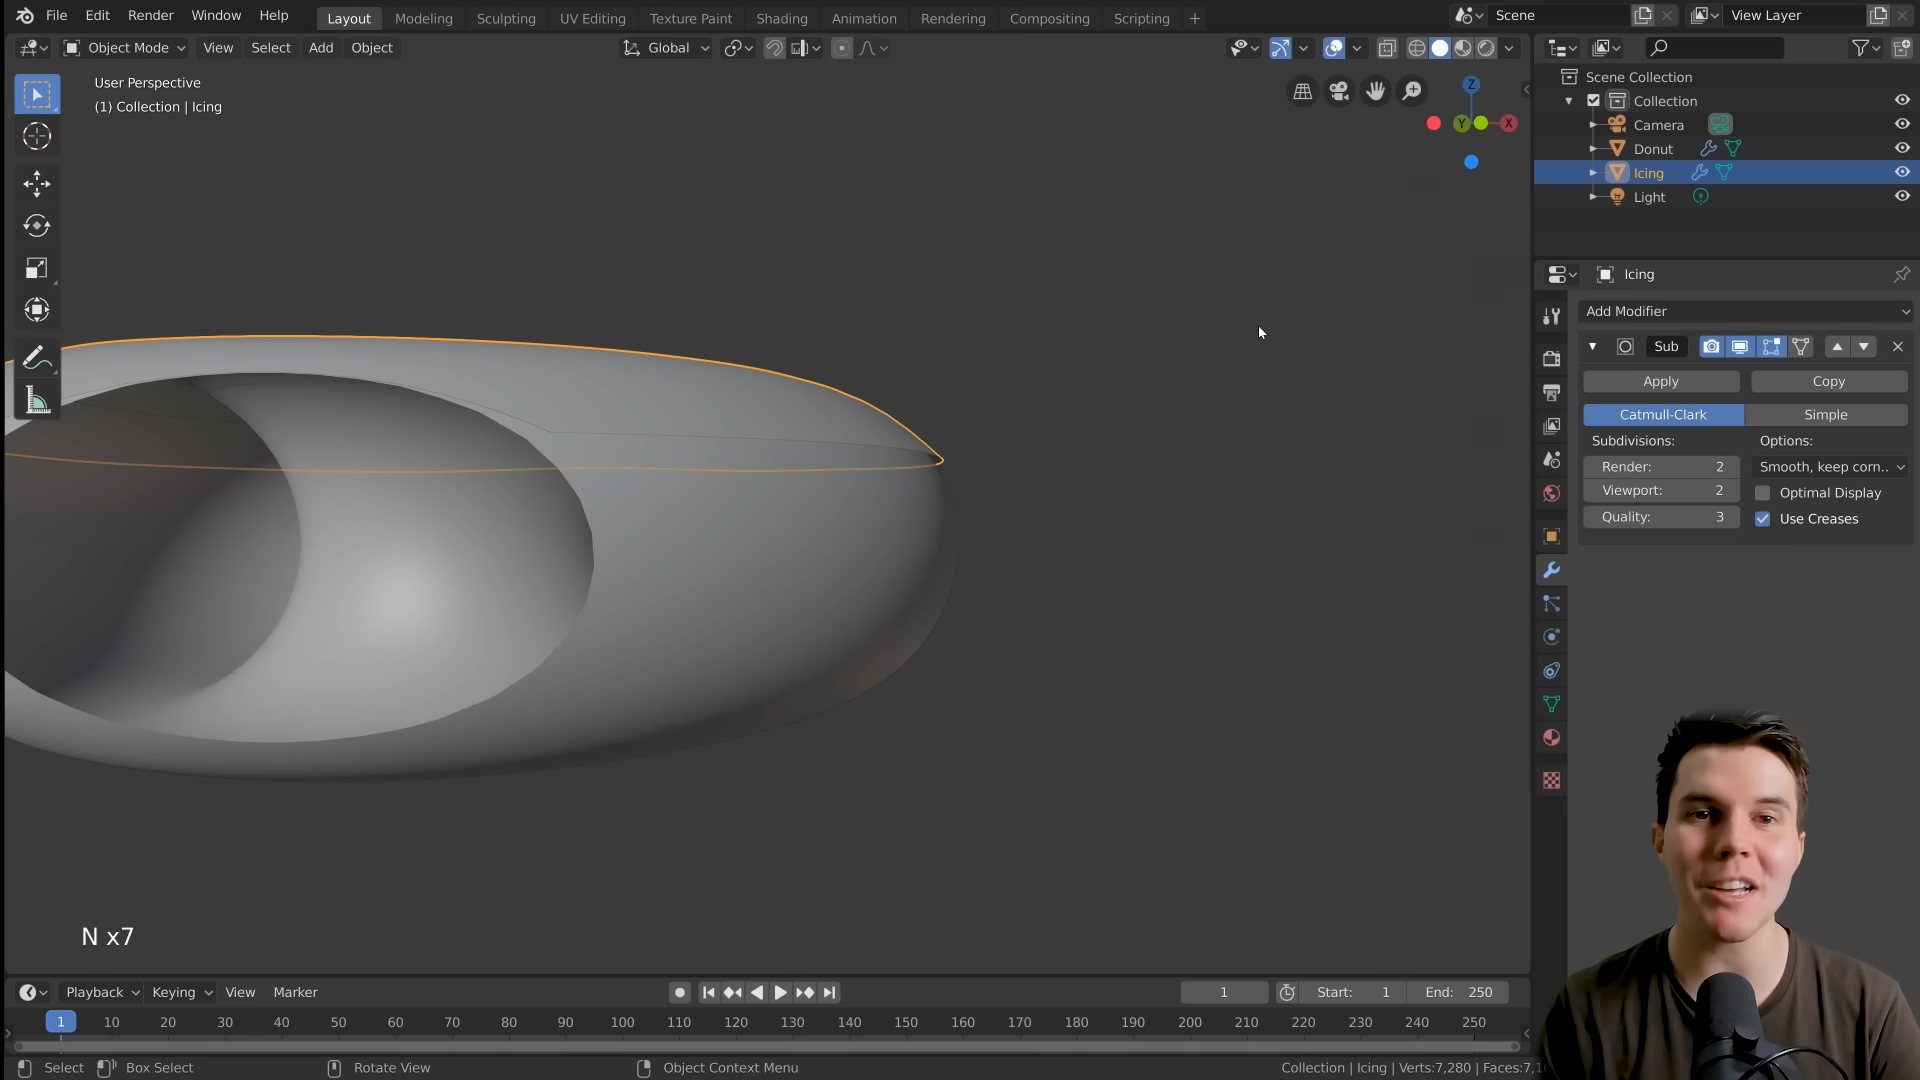 File Edit Render Window Help
Layout Modeling Sculpting UV Editing Texture Paint Shading Animation Rendering Compositing Scripting +
Scene
View Layer
Object Mode View Select Add Object
Global
User Perspective
(1) Collection | Icing
Z
Y
X
Scene Collection
Collection
Camera
Donut
Icing
Light
Icing
Add Modifier
Sub
Apply Copy
Catmull-Clark Simple
Subdivisions: Options:
Render: 2 Smooth, keep corn..
Viewport: 2 Optimal Display
Quality: 3 Use Creases
N x7
Playback Keying View Marker
1 Start: 1 End: 250
1 10 20 30 40 50 60 70 80 90 100 110 120 130 140 150 160 170 180 190 200 210 220 230 240 250
Select Box Select Rotate View Object Context Menu
Collection | Icing | Verts:7,280 | Faces:7,1